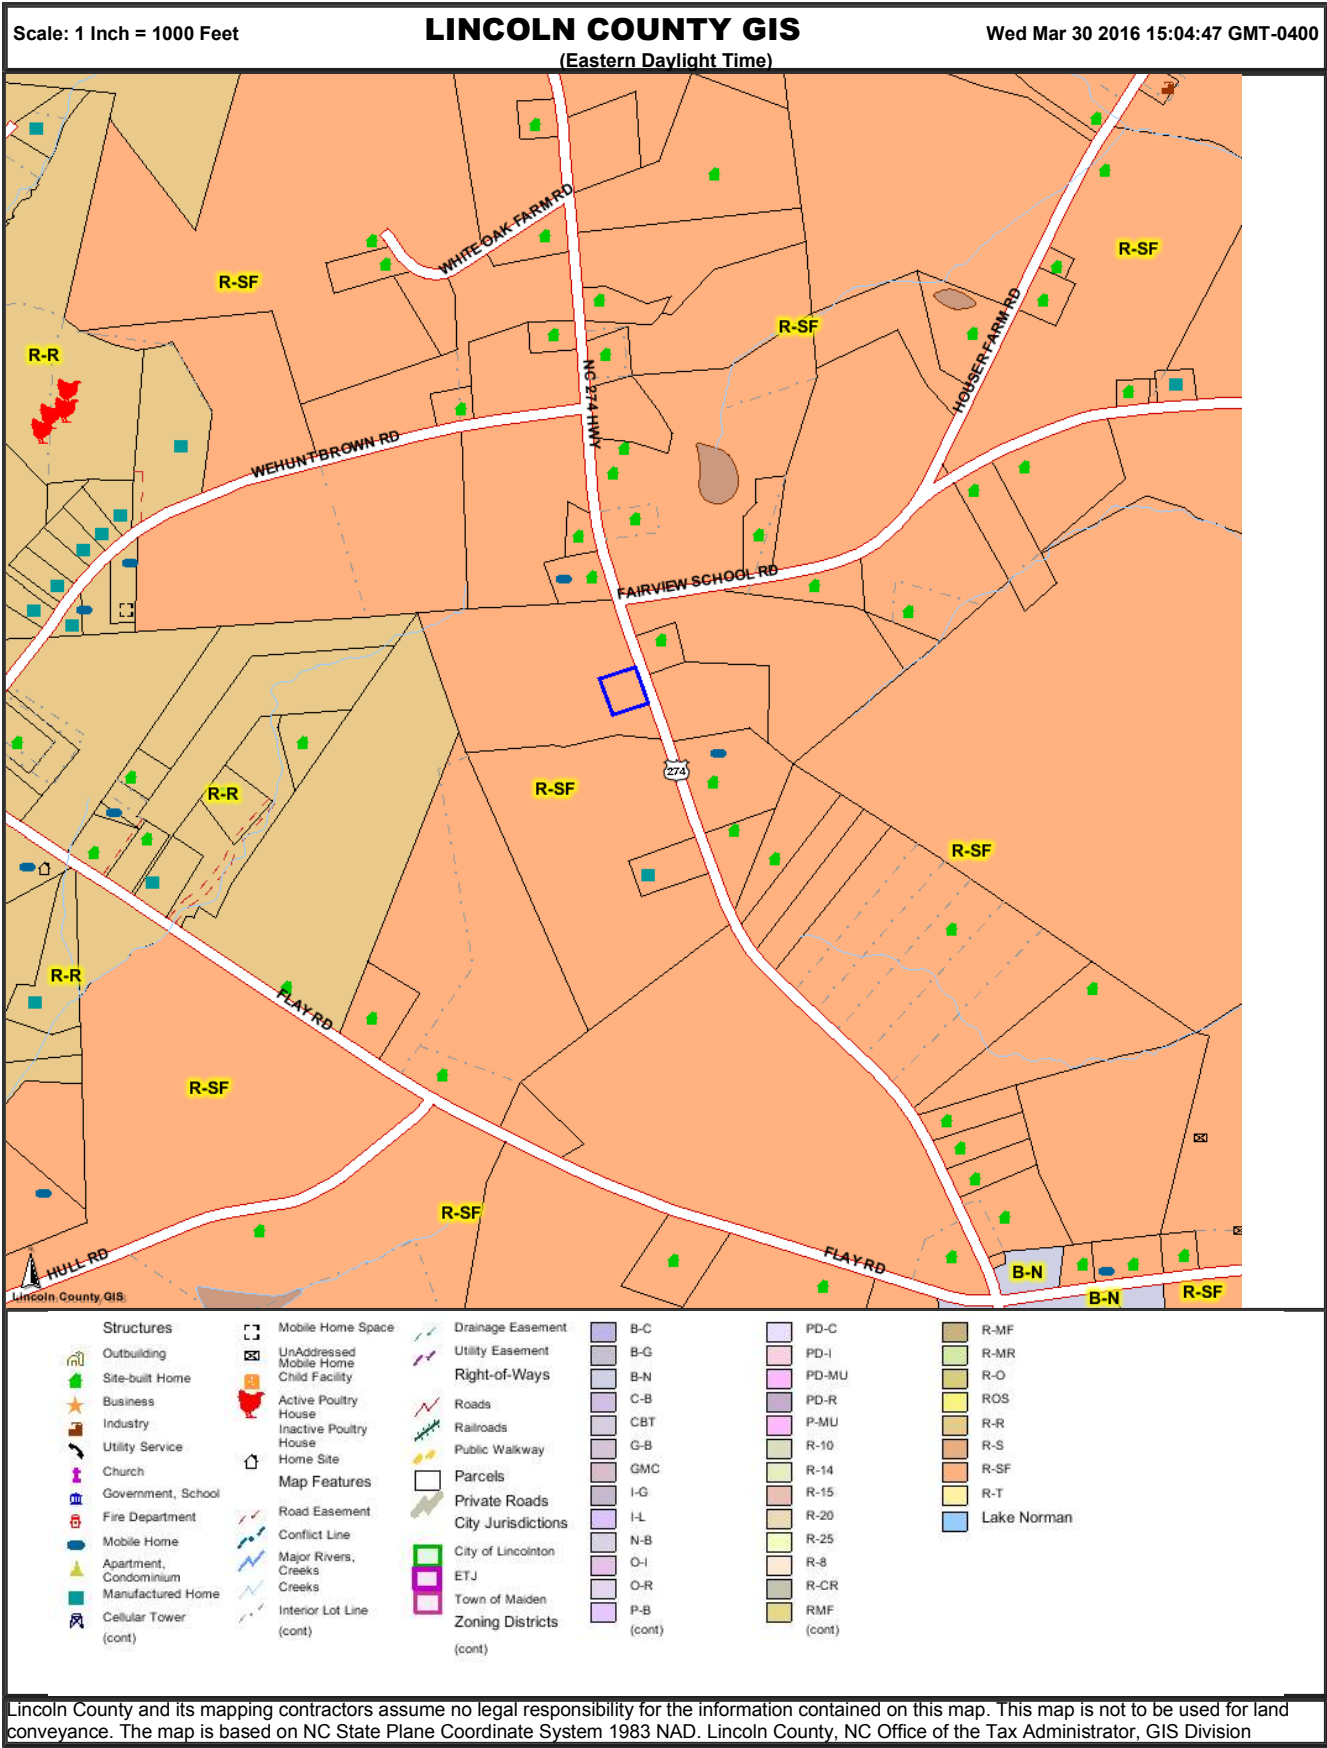 Scale: 1 Inch = 1000 Feet
LINCOLN COUNTY GIS
Wed Mar 30 2016 15:04:47 GMT-0400
(Eastern Daylight Time)
WHITE OAK FARM RD
R-SF
R-SF
R-SF
R-R
NC 274 HWY
HOUSER FARM RD
WEHUNT BROWN RD
FAIRVIEW SCHOOL RD
274
R-SF
R-R
R-SF
R-R
FLAY RD
R-SF
R-SF
HULL RD
FLAY RD
B-N
B-N
R-SF
Lincoln County GIS
Structures
Outbuilding
Site-built Home
Business
Industry
Utility Service
Church
Government, School
Fire Department
Mobile Home
Apartment,
Condominium
Manufactured Home
Cellular Tower
(cont)
Mobile Home Space
UnAddressed
Mobile Home
Child Facility
Active Poultry
House
Inactive Poultry
House
Home Site
Map Features
Road Easement
Conflict Line
Major Rivers,
Creeks
Creeks
Interior Lot Line
(cont)
Drainage Easement
Utility Easement
Right-of-Ways
Roads
Railroads
Public Walkway
Parcels
Private Roads
City Jurisdictions
City of Lincolnton
ETJ
Town of Maiden
Zoning Districts
(cont)
B-C
B-G
B-N
C-B
CBT
G-B
GMC
I-G
I-L
N-B
O-I
O-R
P-B
(cont)
PD-C
PD-I
PD-MU
PD-R
P-MU
R-10
R-14
R-15
R-20
R-25
R-8
R-CR
RMF
(cont)
R-MF
R-MR
R-O
ROS
R-R
R-S
R-SF
R-T
Lake Norman
Lincoln County and its mapping contractors assume no legal responsibility for the information contained on this map. This map is not to be used for land
conveyance. The map is based on NC State Plane Coordinate System 1983 NAD. Lincoln County, NC Office of the Tax Administrator, GIS Division